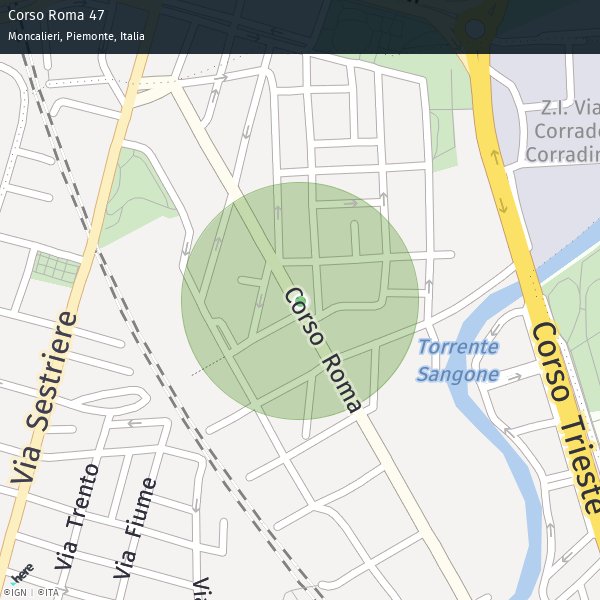 Corso Roma 47
Moncalieri, Piemonte, Italia
Z.I. Via
Corrado
Corradin
Corso Roma
Torrente
Sangone
Via Sestriere
Corso Trieste
Via Trento
Via Fiume
Via
here
©IGN | ©ITA